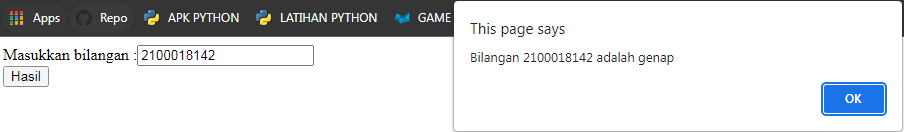 Apps Repo APK PYTHON LATIHAN PYTHON GAME
Masukkan bilangan : 2100018142
Hasil
This page says
Bilangan 2100018142 adalah genap
OK